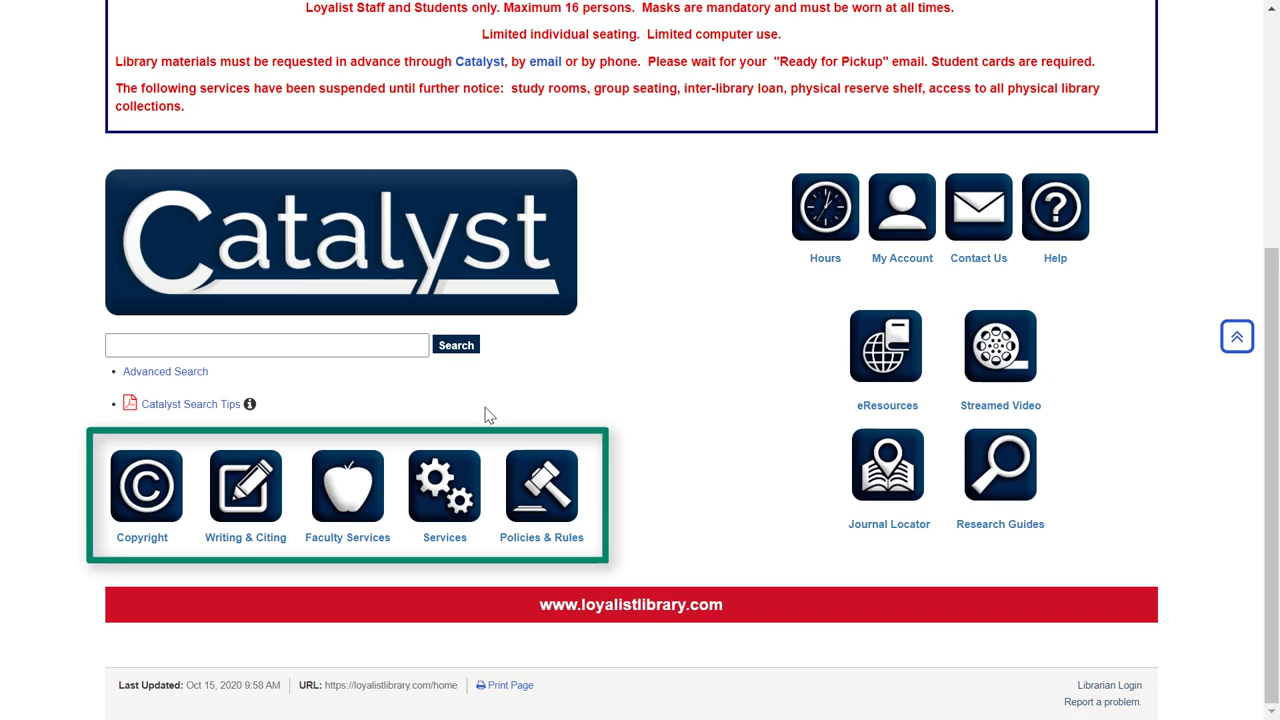 Loyalist Staff and Students only. Maximum 16 persons. Masks are mandatory and must be worn at all times.
Limited individual seating. Limited computer use.
Library materials must be requested in advance through Catalyst, by email or by phone. Please wait for your "Ready for Pickup" email. Student cards are required.
The following services have been suspended until further notice: study rooms, group seating, inter-library loan, physical reserve shelf, access to all physical library
collections.
Catalyst
Hours
My Account
Contact Us
Help
Search
Advanced Search
Catalyst Search Tips
eResources
Streamed Video
Copyright
Writing & Citing
Faculty Services
Services
Policies & Rules
Journal Locator
Research Guides
www.loyalistlibrary.com
Last Updated: Oct 15, 2020 9:58 AM
URL: https://loyalistlibrary.com/home
Print Page
Librarian Login
Report a problem.